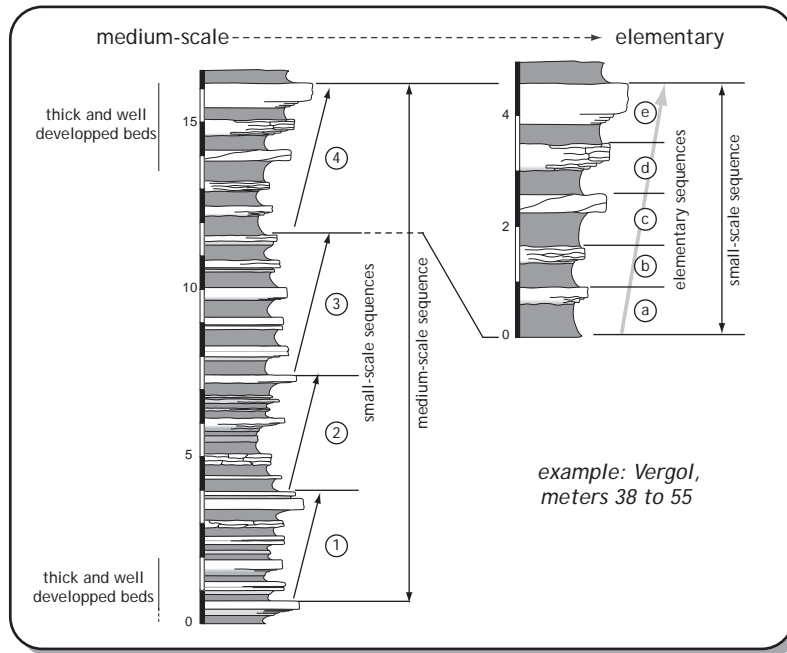 medium-scale
elementary
thick and well
developped beds
15
10
5
0
4
3
2
1
small-scale sequences
medium-scale sequence
thick and well
developped beds
4
2
0
e
d
c
b
a
elementary sequences
small-scale sequence
example: Vergol,
meters 38 to 55